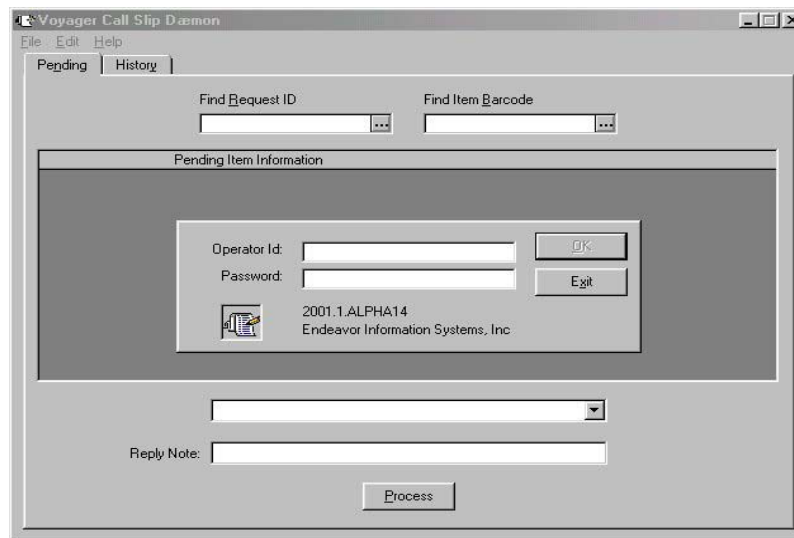 Voyager Call Slip Dæmon
File Edit Help
Pending History
Find Request ID Find Item Barcode
... ...
Pending Item Information
Operator Id: OK
Password: Exit
2001.1.ALPHA14
Endeavor Information Systems, Inc
Reply Note:
Process